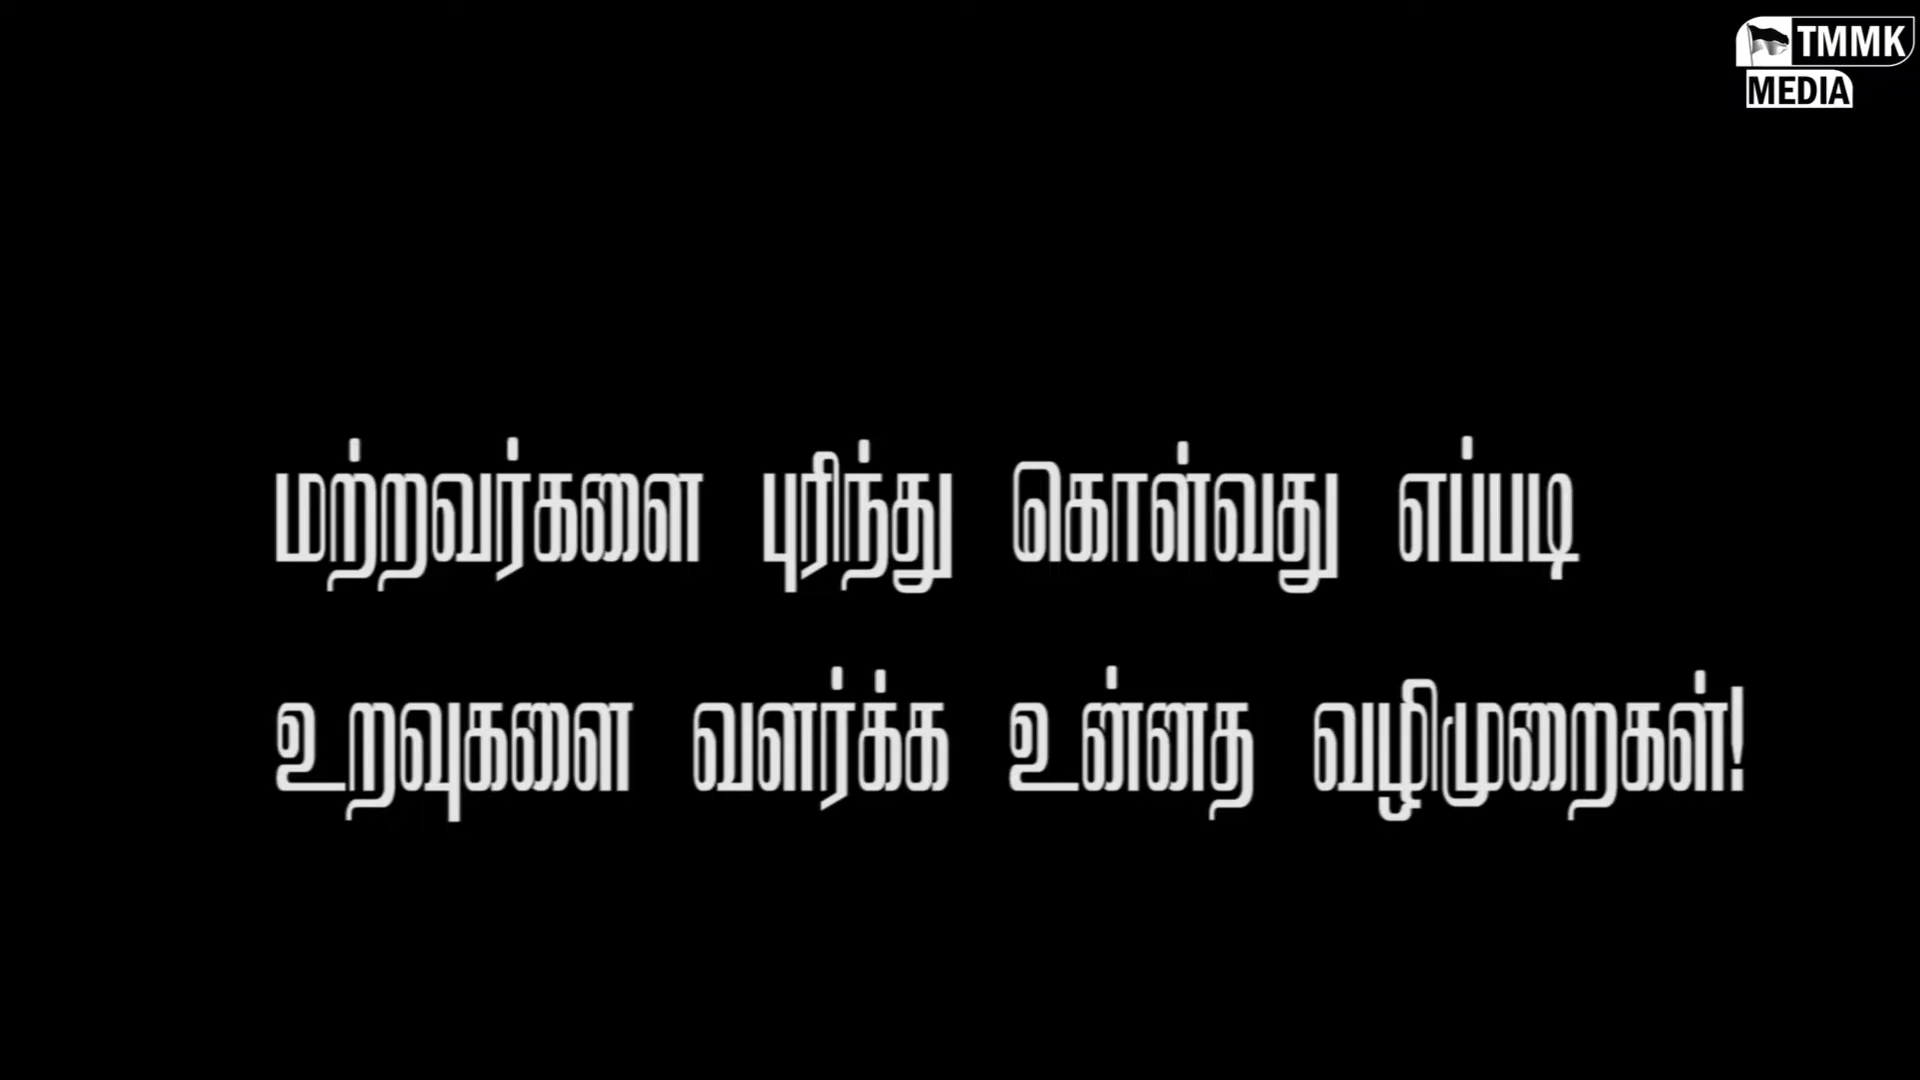 TMMK
MEDIA
மற்றவர்களை புரிந்து கொள்வது எப்படி
உறவுகளை வளர்க்க உன்னத வழிமுறைகள்!